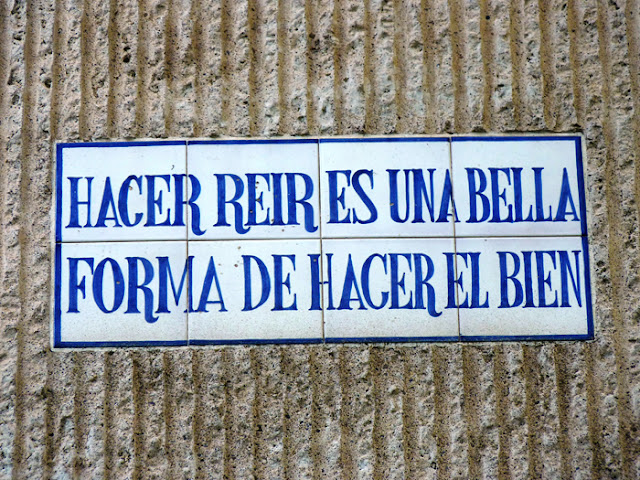 HACER REIR ES UNA BELLA
FORMA DE HACER EL BIEN